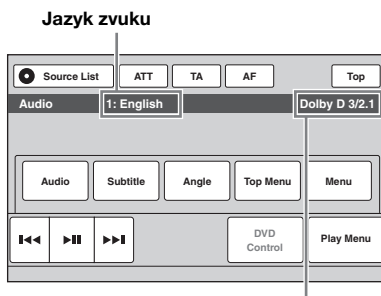 Jazyk zvuku
Source List ATT TA AF Top
Audio 1: English Dolby D 3/2.1
Audio Subtitle Angle Top Menu Menu
DVD Control Play Menu